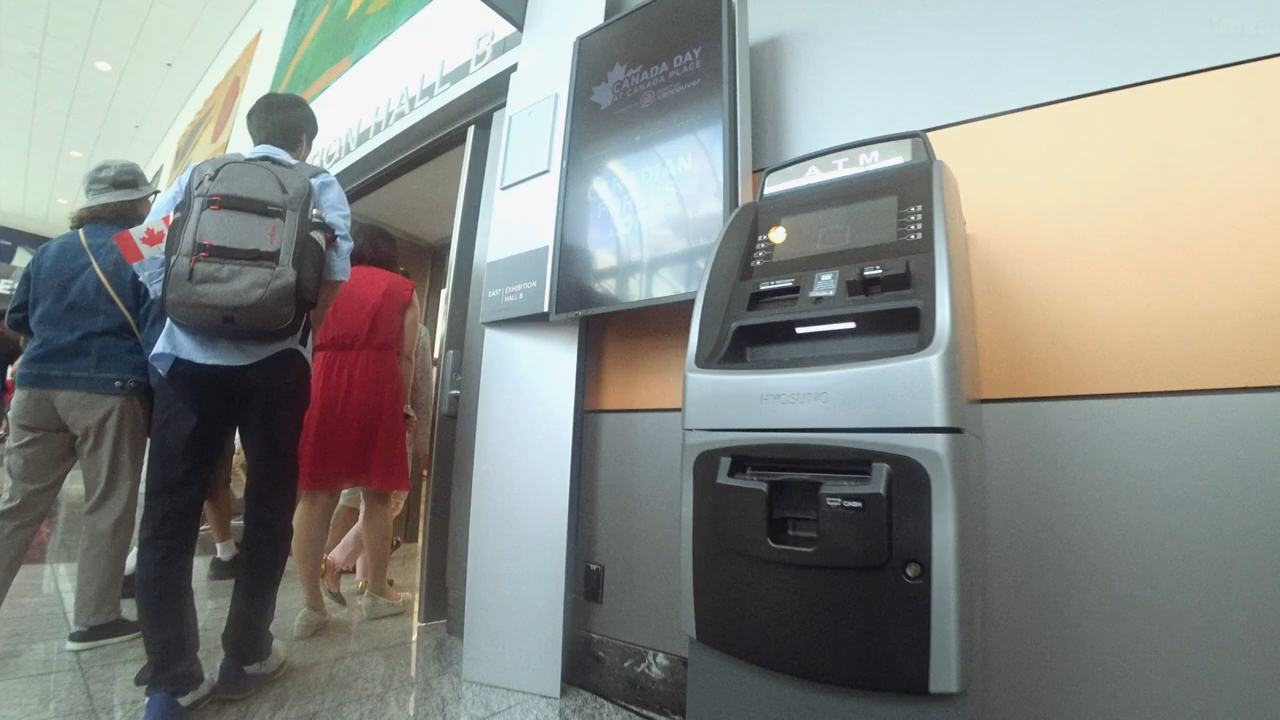 ION HALL B
CANADA DAY
AT CANADA PLACE
EAST EXHIBITION
HALL B
ATM
HYOSUNG
CASH